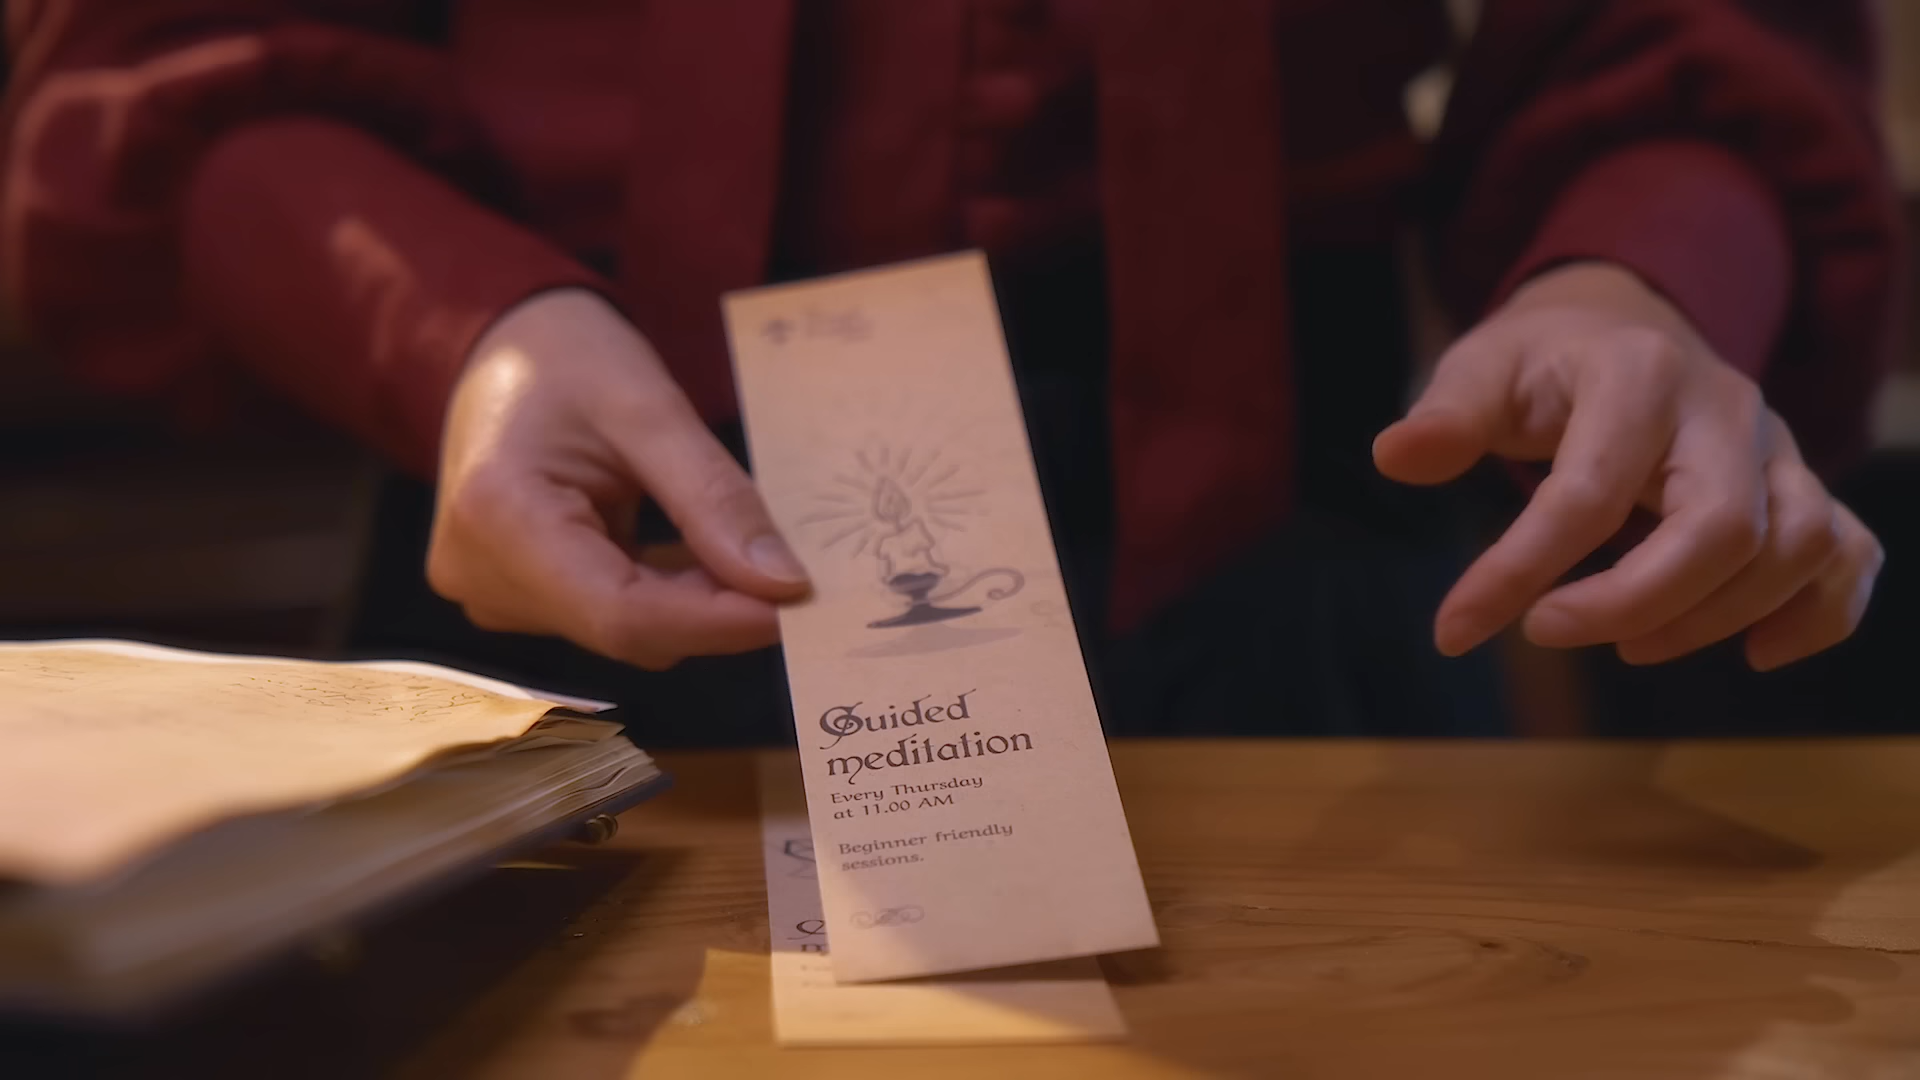 Guided
meditation
Every Thursday
at 11.00 AM
Beginner friendly
sessions.